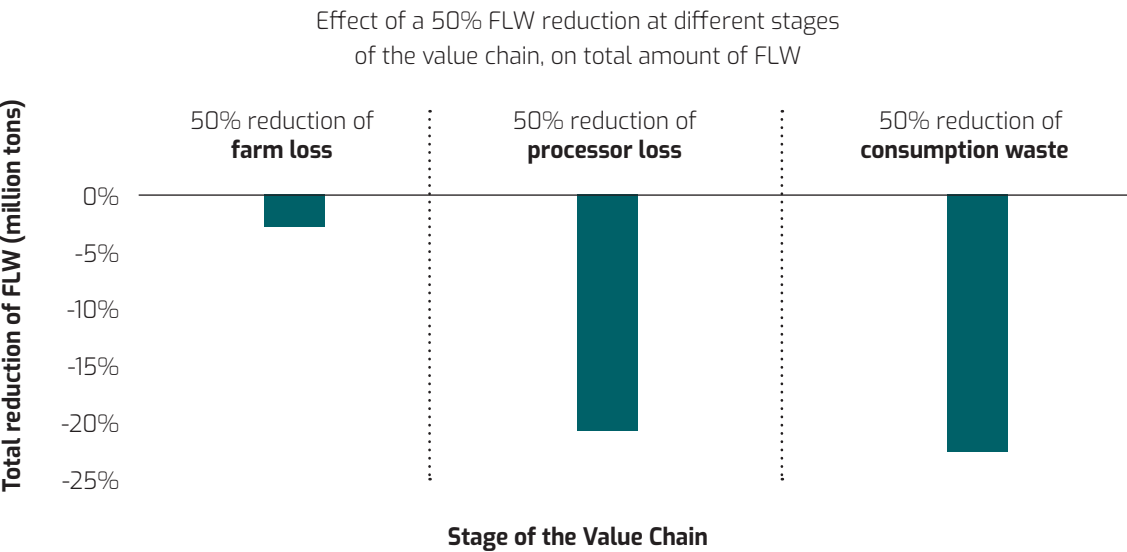 Effect of a 50% FLW reduction at different stages
of the value chain, on total amount of FLW
Total reduction of FLW (million tons)
50% reduction of
farm loss
50% reduction of
processor loss
50% reduction of
consumption waste
0%
-5%
-10%
-15%
-20%
-25%
Stage of the Value Chain